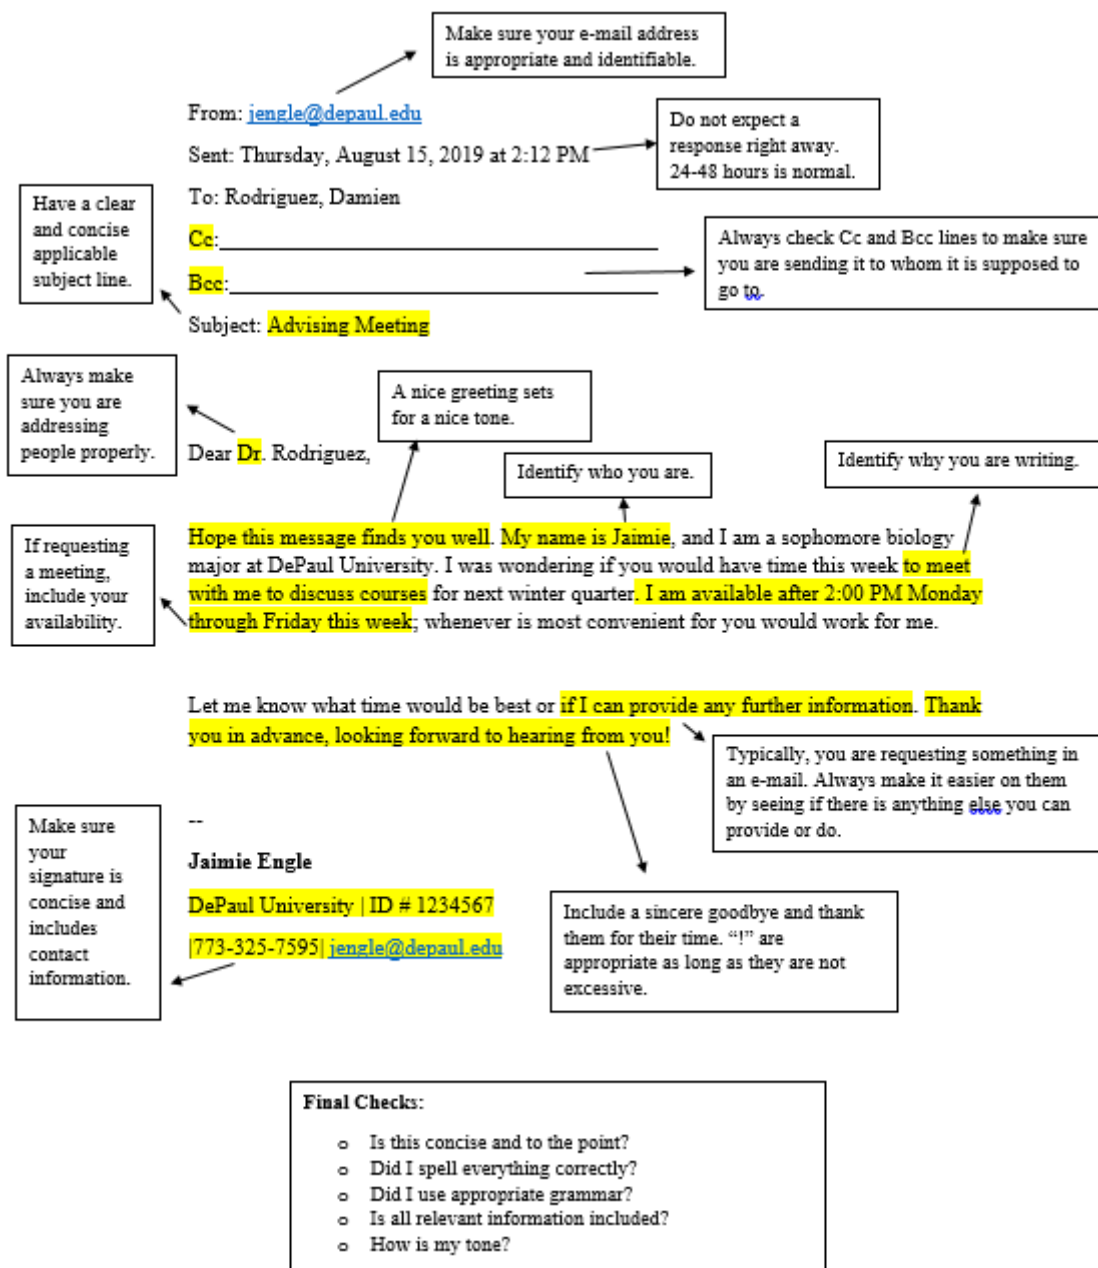 Make sure your e-mail address
is appropriate and identifiable.
From: jengle@depaul.edu
Do not expect a
response right away.
24-48 hours is normal.
Sent: Thursday, August 15, 2019 at 2:12 PM
To: Rodriguez, Damien
Have a clear
and concise
applicable
subject line.
Cc:
Always check Cc and Bcc lines to make sure
you are sending it to whom it is supposed to
go to.
Bcc:
Subject: Advising Meeting
Always make
sure you are
addressing
people properly.
A nice greeting sets
for a nice tone.
Dear Dr. Rodriguez,
Identify who you are.
Identify why you are writing.
If requesting
a meeting,
include your
availability.
Hope this message finds you well. My name is Jaimie, and I am a sophomore biology
major at DePaul University. I was wondering if you would have time this week to meet
with me to discuss courses for next winter quarter. I am available after 2:00 PM Monday
through Friday this week; whenever is most convenient for you would work for me.
Let me know what time would be best or if I can provide any further information. Thank
you in advance, looking forward to hearing from you!
Typically, you are requesting something in
an e-mail. Always make it easier on them
by seeing if there is anything else you can
provide or do.
Make sure
your
signature is
concise and
includes
contact
information.
--
Jaimie Engle
DePaul University | ID # 1234567
|773-325-7595| jengle@depaul.edu
Include a sincere goodbye and thank
them for their time. “!” are
appropriate as long as they are not
excessive.
Final Checks:
o Is this concise and to the point?
o Did I spell everything correctly?
o Did I use appropriate grammar?
o Is all relevant information included?
o How is my tone?